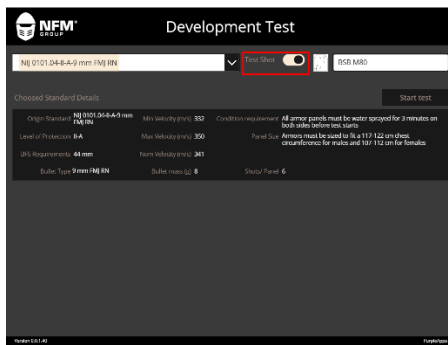 NFM®
GROUP
Development Test
NIJ 0101.04-II-A-9 mm FMJ RN
Test Shot
BSB M80
Choosed Standard Details
Start test
Origin Standard NIJ 0101.04-II-A-9 mm FMJ RN
Min Velocity (m/s) 332
Condition requirement All armor panels must be water sprayed for 3 minutes on
both sides before test starts
Level of Protection II-A
Max Velocity (m/s) 350
Panel Size Armors must be sized to fit a 117-122 cm chest
circumference for males and 107-112 cm for females
BFS Requirements 44 mm
Nom Velocity (m/s) 341
Bullet Type 9 mm FMJ RN
Bullet mass (g) 8
Shots/ Panel 6
Version 0.8.1.40